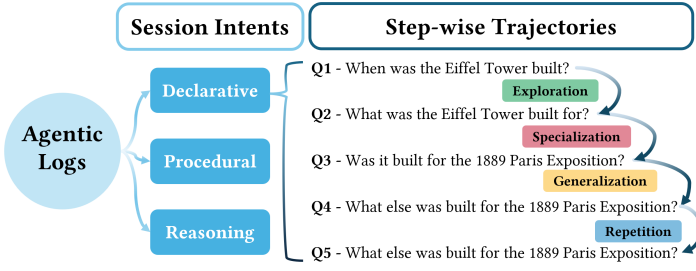 Session Intents
Step-wise Trajectories
Agentic
Logs
Declarative
Procedural
Reasoning
Q1 - When was the Eiffel Tower built?
Exploration
Q2 - What was the Eiffel Tower built for?
Specialization
Q3 - Was it built for the 1889 Paris Exposition?
Generalization
Q4 - What else was built for the 1889 Paris Exposition?
Repetition
Q5 - What else was built for the 1889 Paris Exposition?